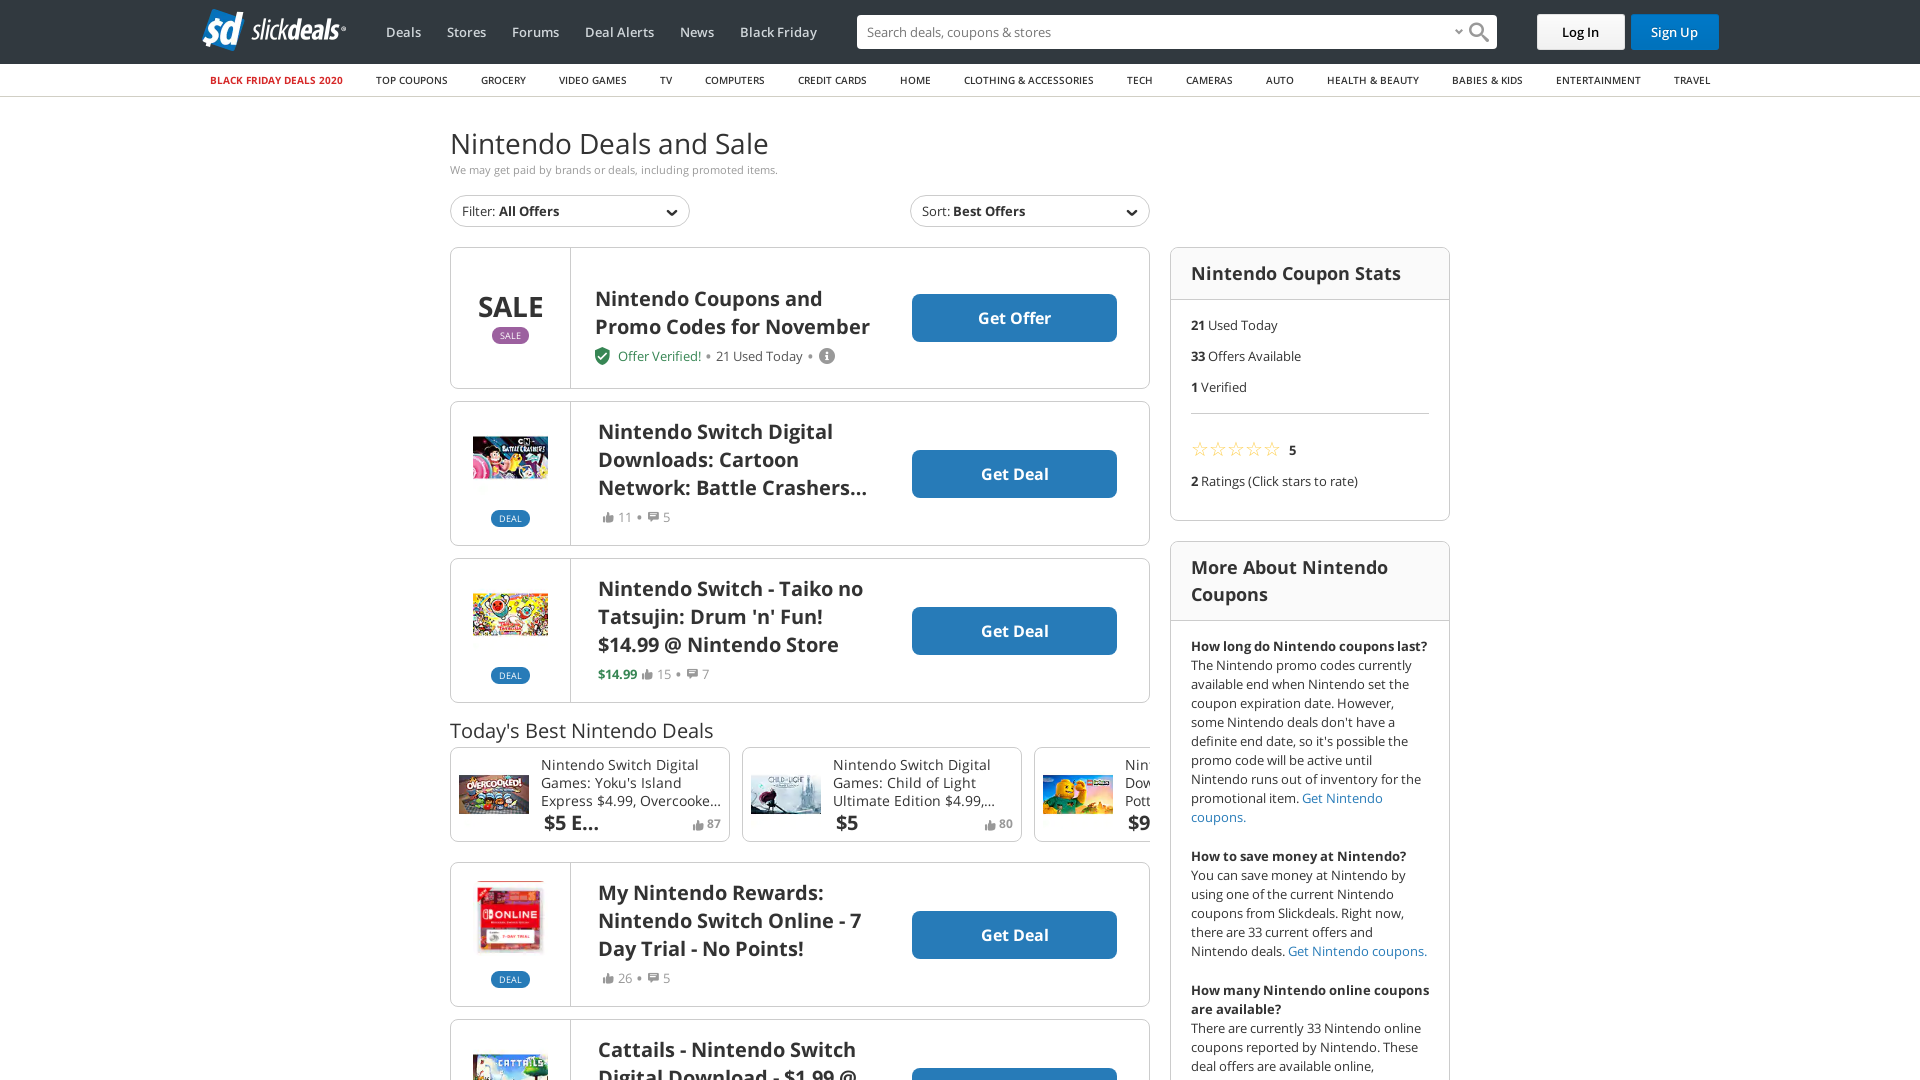 sd slickdeals
Deals Stores Forums Deal Alerts News Black Friday
Search deals, coupons & stores
Log In
Sign Up
BLACK FRIDAY DEALS 2020 TOP COUPONS GROCERY VIDEO GAMES TV COMPUTERS CREDIT CARDS HOME CLOTHING & ACCESSORIES TECH CAMERAS AUTO HEALTH & BEAUTY BABIES & KIDS ENTERTAINMENT TRAVEL
Nintendo Deals and Sale
We may get paid by brands or deals, including promoted items.
Filter: All Offers
Sort: Best Offers
SALE
SALE
Nintendo Coupons and
Promo Codes for November
Offer Verified! • 21 Used Today •
Get Offer
CN
BATTLE CRASHERS
DEAL
Nintendo Switch Digital
Downloads: Cartoon
Network: Battle Crashers...
11 • 5
Get Deal
DEAL
Nintendo Switch - Taiko no
Tatsujin: Drum 'n' Fun!
$14.99 @ Nintendo Store
$14.99 15 • 7
Get Deal
Today's Best Nintendo Deals
OVERCOOKED!
Nintendo Switch Digital
Games: Yoku's Island
Express $4.99, Overcooke...
$5 E...
87
CHILD of LIGHT
Nintendo Switch Digital
Games: Child of Light
Ultimate Edition $4.99,...
$5
80
Nin
Dow
Pott
$9
ONLINE
7-DAY TRIAL
DEAL
My Nintendo Rewards:
Nintendo Switch Online - 7
Day Trial - No Points!
26 • 5
Get Deal
CATTAILS
Cattails - Nintendo Switch
Digital Download - $1.99 @
Nintendo Coupon Stats
21 Used Today
33 Offers Available
1 Verified
5
2 Ratings (Click stars to rate)
More About Nintendo
Coupons
How long do Nintendo coupons last?
The Nintendo promo codes currently
available end when Nintendo set the
coupon expiration date. However,
some Nintendo deals don't have a
definite end date, so it's possible the
promo code will be active until
Nintendo runs out of inventory for the
promotional item. Get Nintendo
coupons.
How to save money at Nintendo?
You can save money at Nintendo by
using one of the current Nintendo
coupons from Slickdeals. Right now,
there are 33 current offers and
Nintendo deals. Get Nintendo coupons.
How many Nintendo online coupons
are available?
There are currently 33 Nintendo online
coupons reported by Nintendo. These
deal offers are available online,